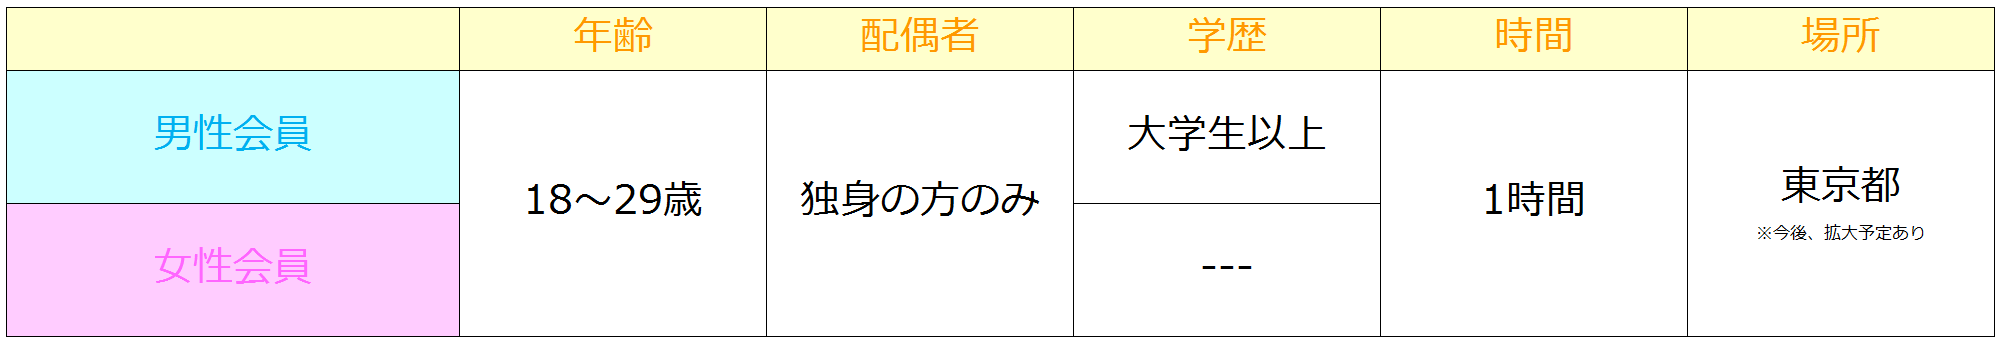 年齢 配偶者 学歴 時間 場所
男性会員
大学生以上
18～29歳 独身の方のみ 1時間 東京都
※今後、拡大予定あり
女性会員
---